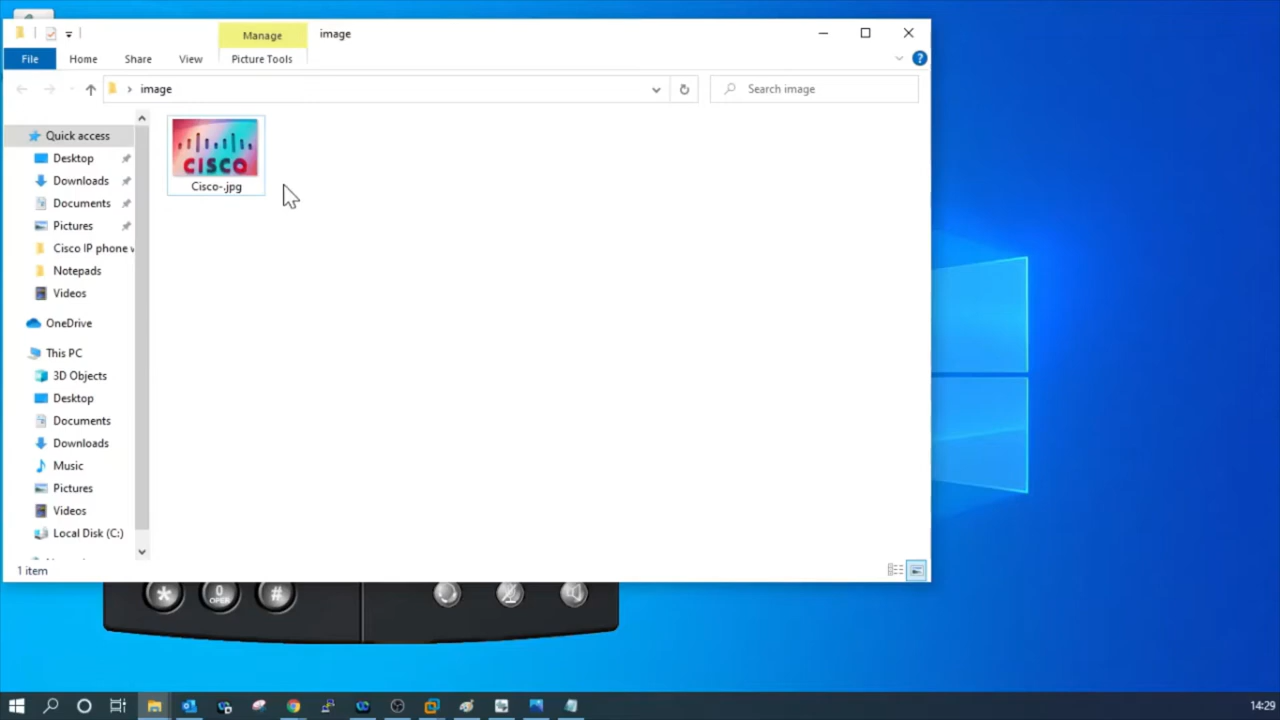 Manage
image
File
Home
Share
View
Picture Tools
image
Search image
Quick access
Desktop
Downloads
Documents
Pictures
Cisco IP phone
Notepads
Videos
OneDrive
This PC
3D Objects
Desktop
Documents
Downloads
Music
Pictures
Videos
Local Disk (C:)
CISCO
Cisco-.jpg
1 item
*
0
OPER
#
14:29